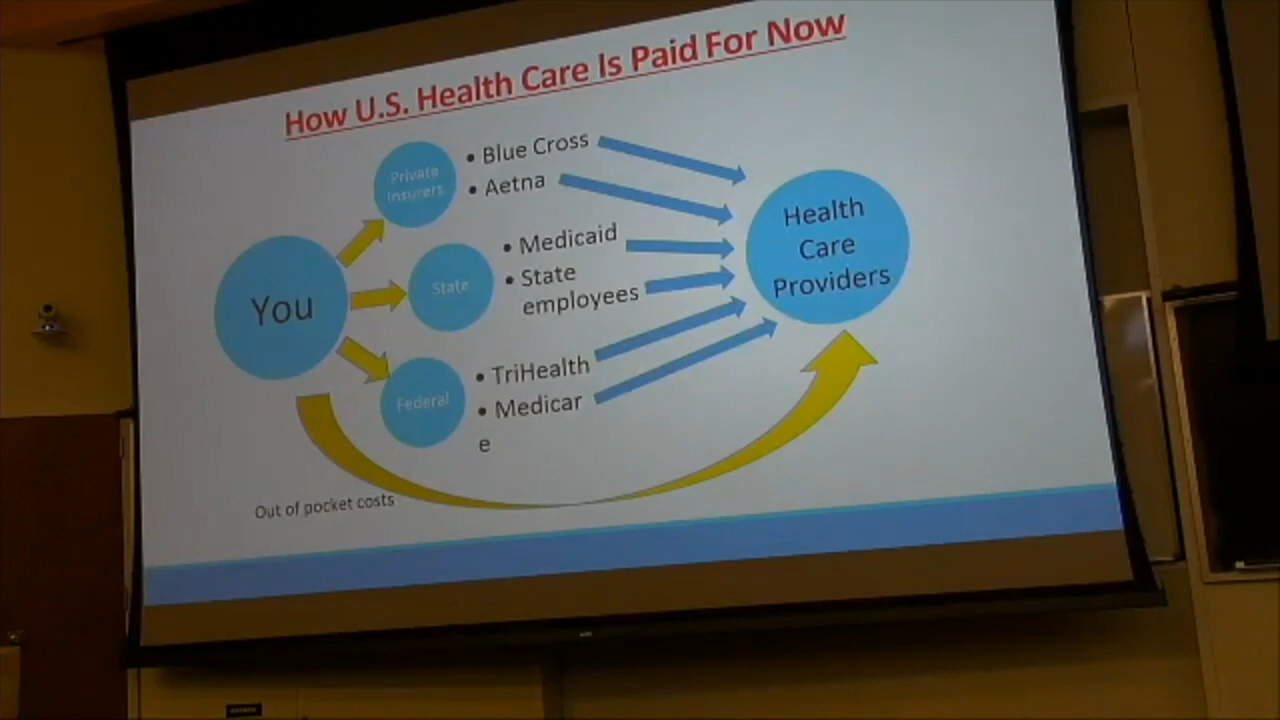 How U.S. Health Care Is Paid For Now
Private
Insurers
• Blue Cross
• Aetna
You
State
• Medicaid
• State
employees
Federal
• TriHealth
• Medicar
e
Health
Care
Providers
Out of pocket costs